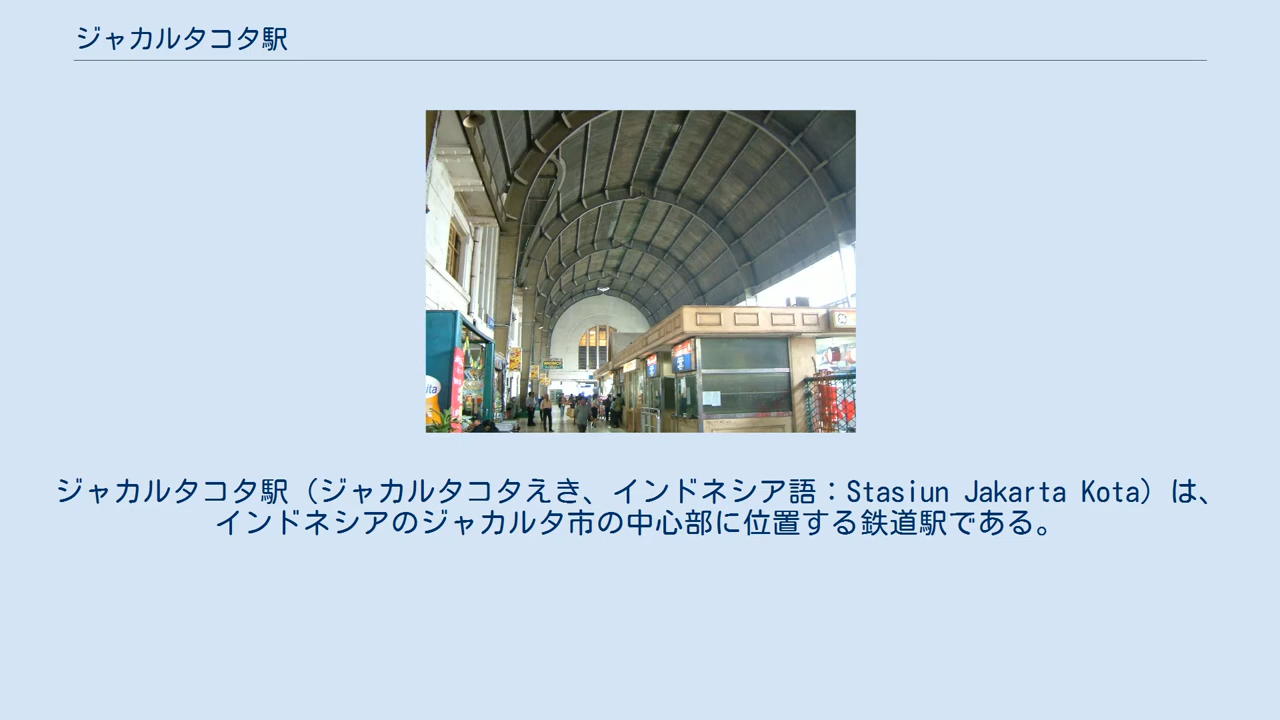 ジャカルタコタ駅
ジャカルタコタ駅（ジャカルタコタえき、インドネシア語：Stasiun Jakarta Kota）は、
インドネシアのジャカルタ市の中心部に位置する鉄道駅である。